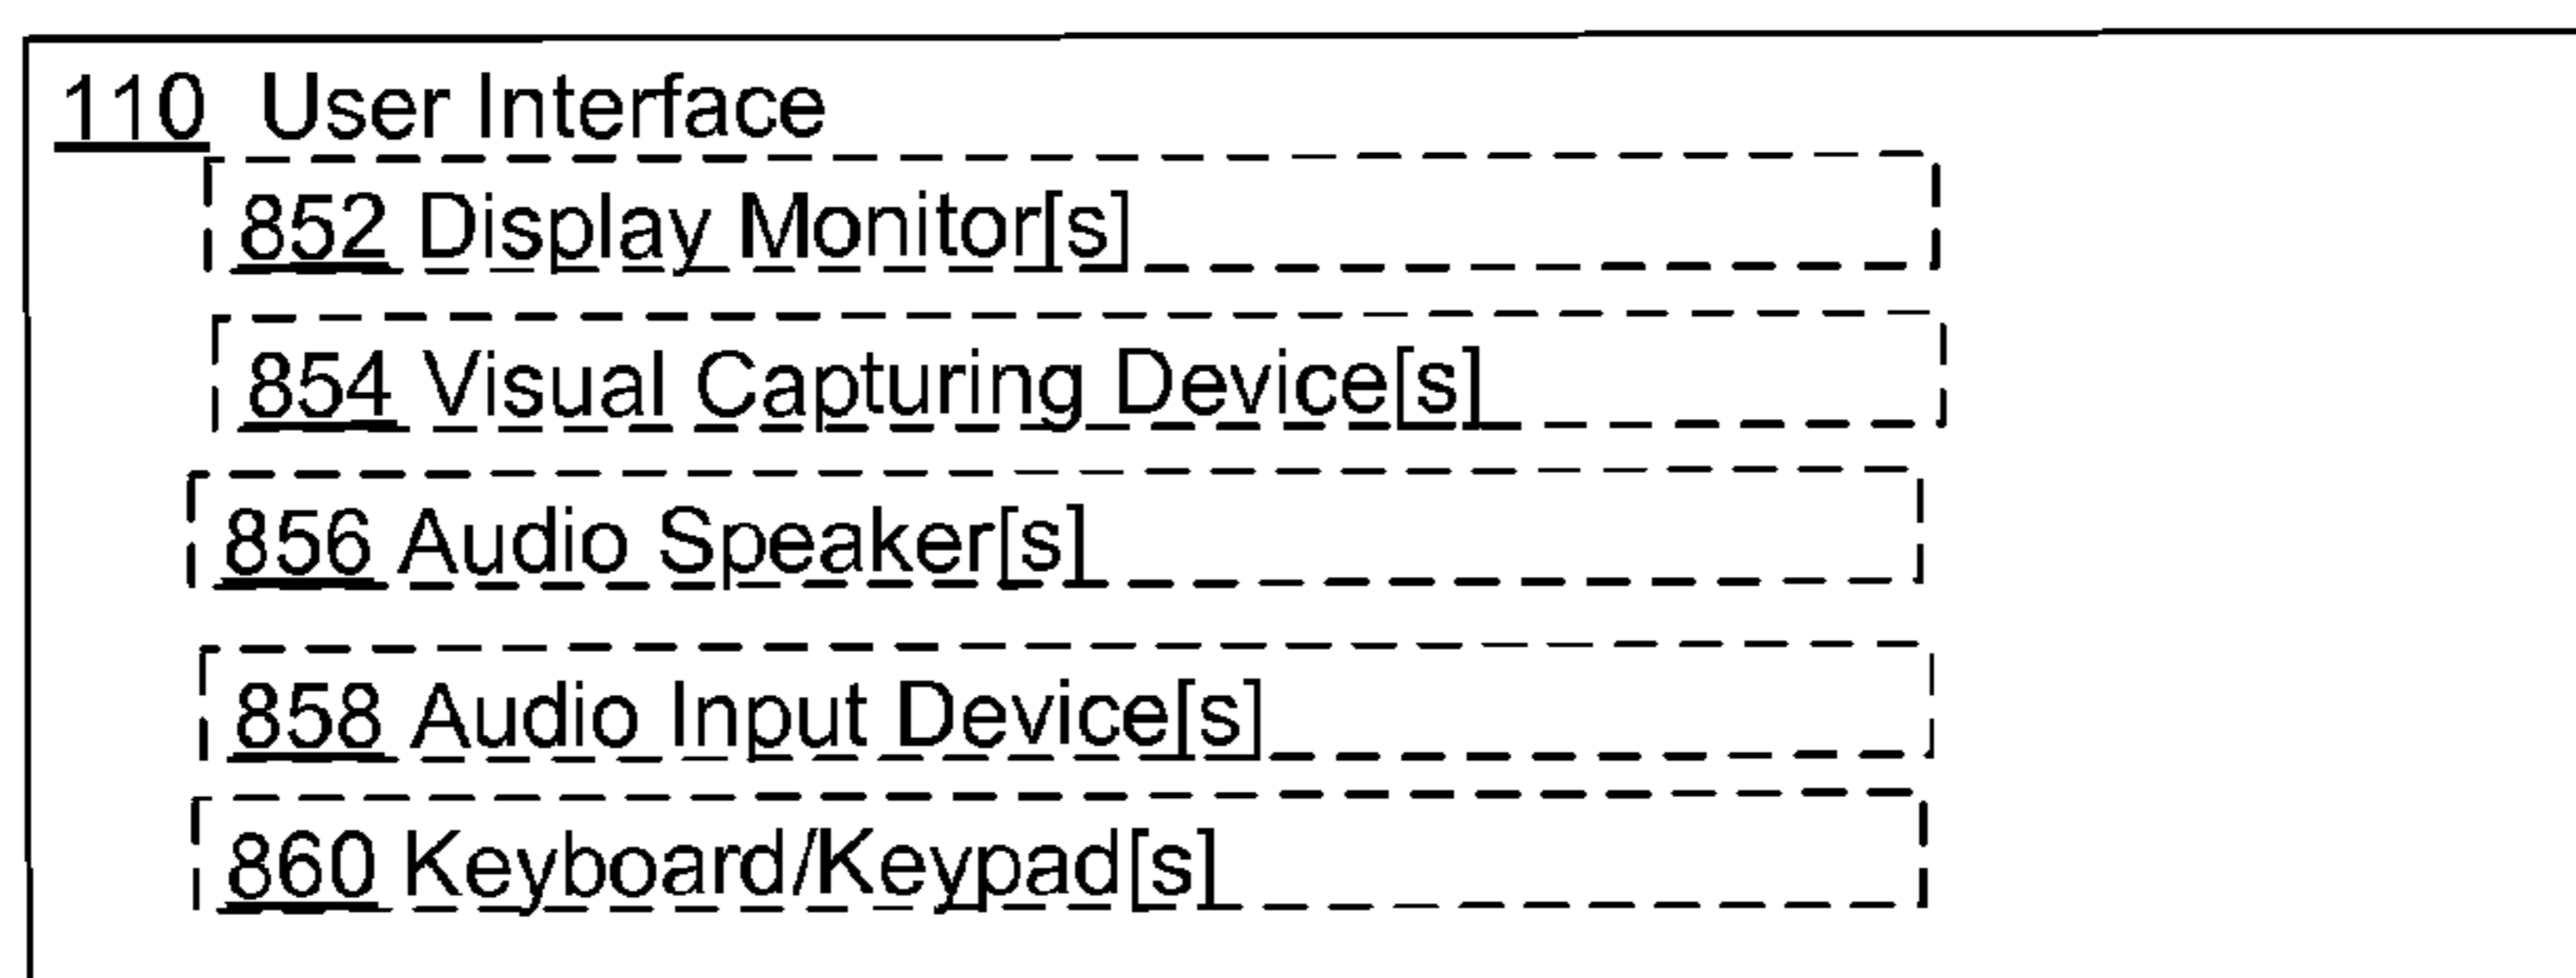 110 User Interface
852 Display Monitor[s]
854 Visual Capturing Device[s]
856 Audio Speaker[s]
858 Audio Input Device[s]
860 Keyboard/Keypad[s]